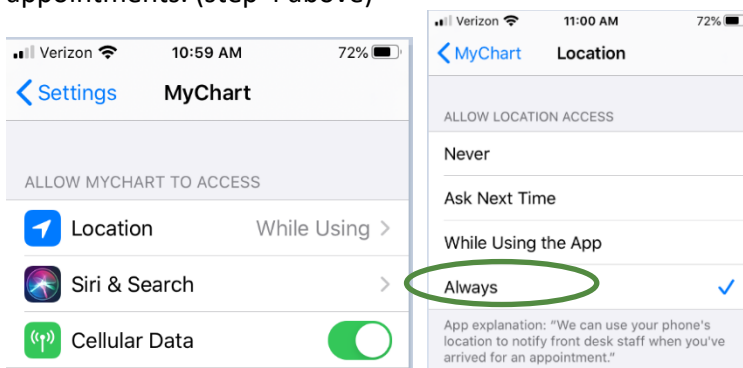 appointments. (step 4 above)
Verizon 10:59 AM 72%
Settings MyChart
ALLOW MYCHART TO ACCESS
Location While Using
Siri & Search
Cellular Data
Verizon 11:00 AM 72%
MyChart Location
ALLOW LOCATION ACCESS
Never
Ask Next Time
While Using the App
Always
App explanation: "We can use your phone's
location to notify front desk staff when you've
arrived for an appointment."